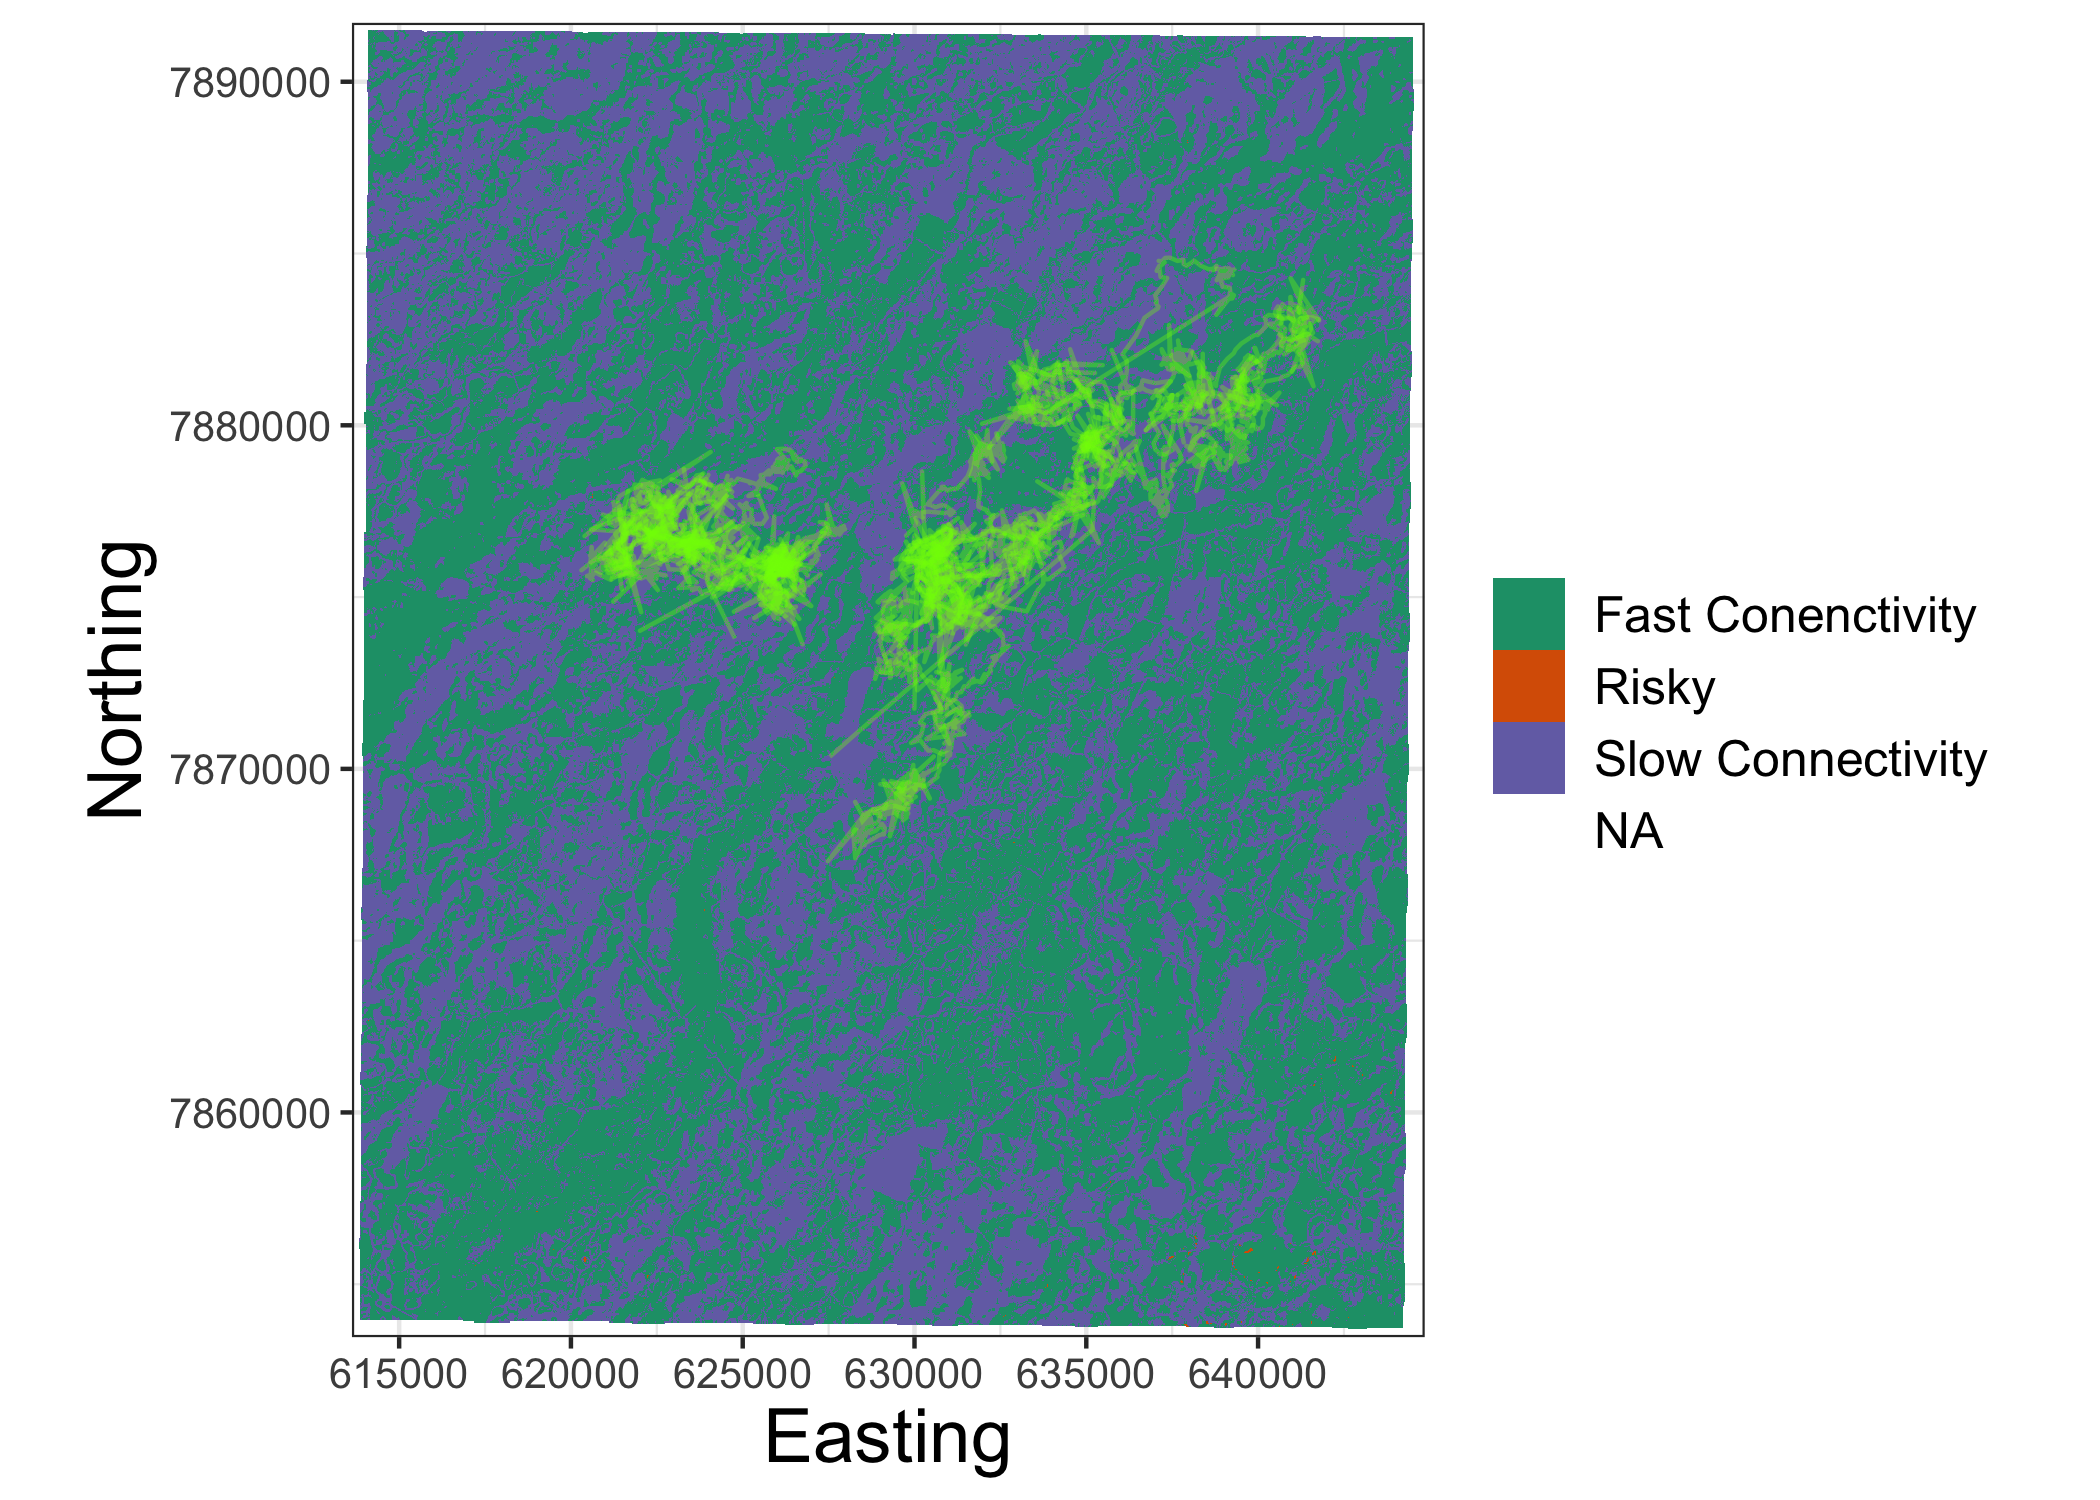 7890000
7880000
7870000
7860000
Northing
615000 620000 625000 630000 635000 640000
Easting
Fast Conenctivity
Risky
Slow Connectivity
NA